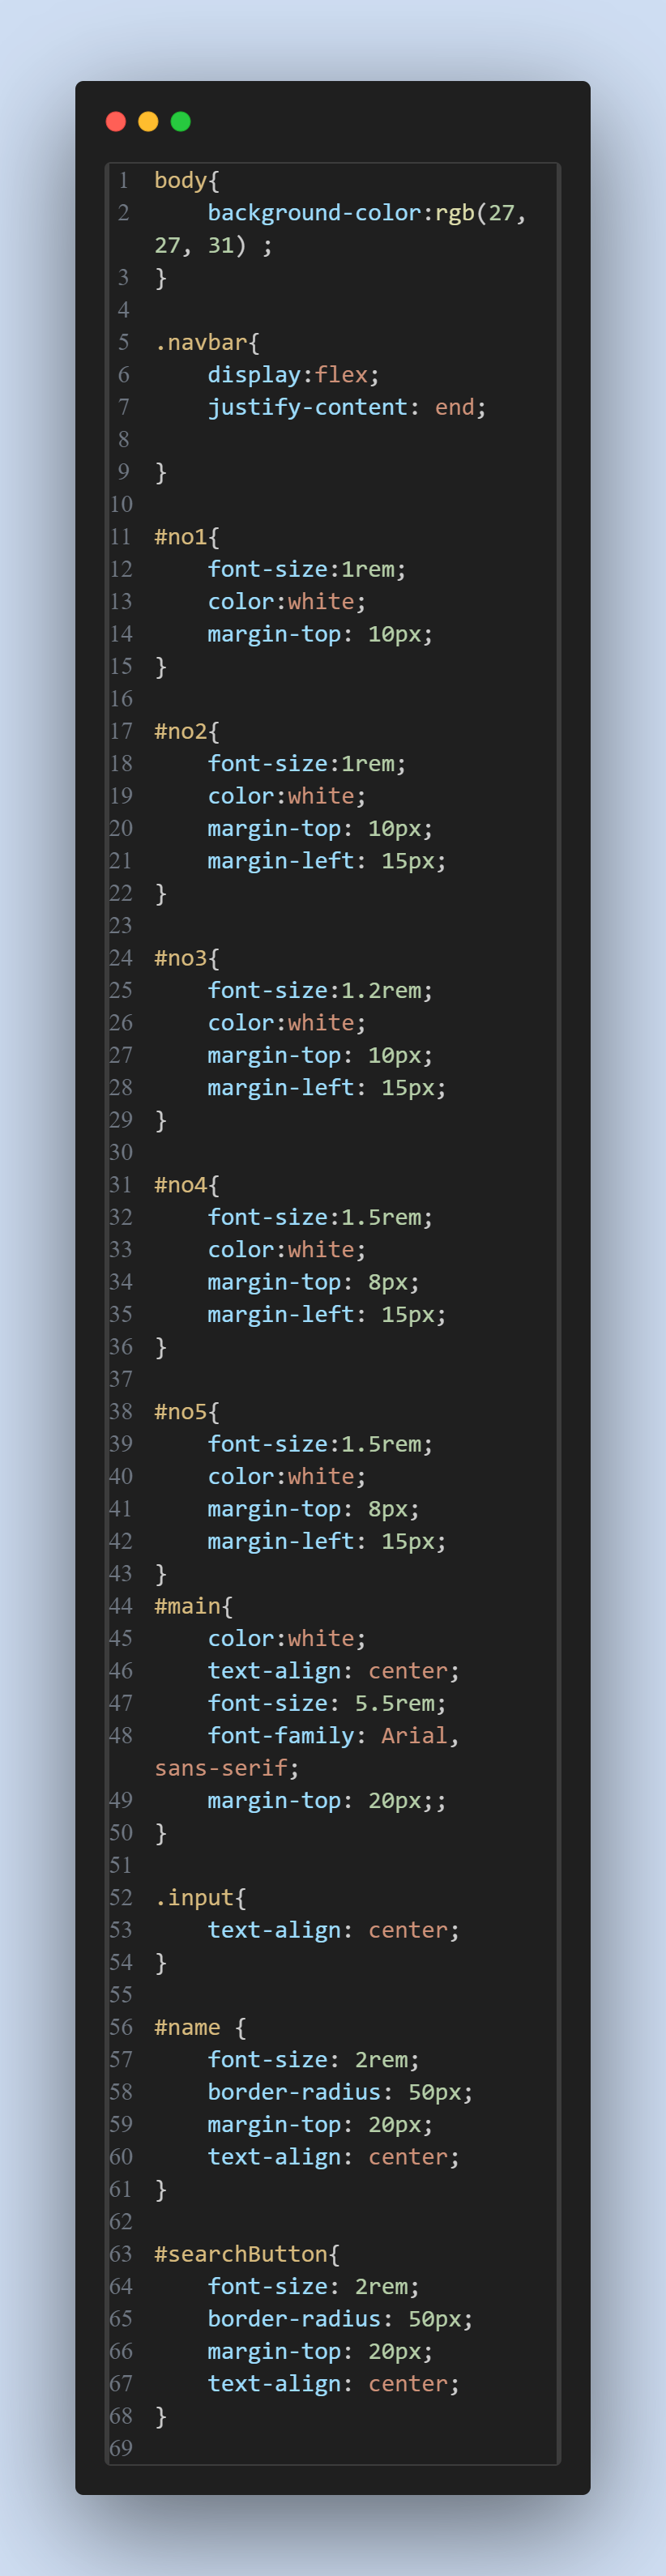 1 body{
2     background-color:rgb(27,
27, 31) ;
3 }
4
5 .navbar{
6     display:flex;
7     justify-content: end;
8
9 }
10
11 #no1{
12     font-size:1rem;
13     color:white;
14     margin-top: 10px;
15 }
16
17 #no2{
18     font-size:1rem;
19     color:white;
20     margin-top: 10px;
21     margin-left: 15px;
22 }
23
24 #no3{
25     font-size:1.2rem;
26     color:white;
27     margin-top: 10px;
28     margin-left: 15px;
29 }
30
31 #no4{
32     font-size:1.5rem;
33     color:white;
34     margin-top: 8px;
35     margin-left: 15px;
36 }
37
38 #no5{
39     font-size:1.5rem;
40     color:white;
41     margin-top: 8px;
42     margin-left: 15px;
43 }
44 #main{
45     color:white;
46     text-align: center;
47     font-size: 5.5rem;
48     font-family: Arial,
sans-serif;
49     margin-top: 20px;;
50 }
51
52 .input{
53     text-align: center;
54 }
55
56 #name {
57     font-size: 2rem;
58     border-radius: 50px;
59     margin-top: 20px;
60     text-align: center;
61 }
62
63 #searchButton{
64     font-size: 2rem;
65     border-radius: 50px;
66     margin-top: 20px;
67     text-align: center;
68 }
69